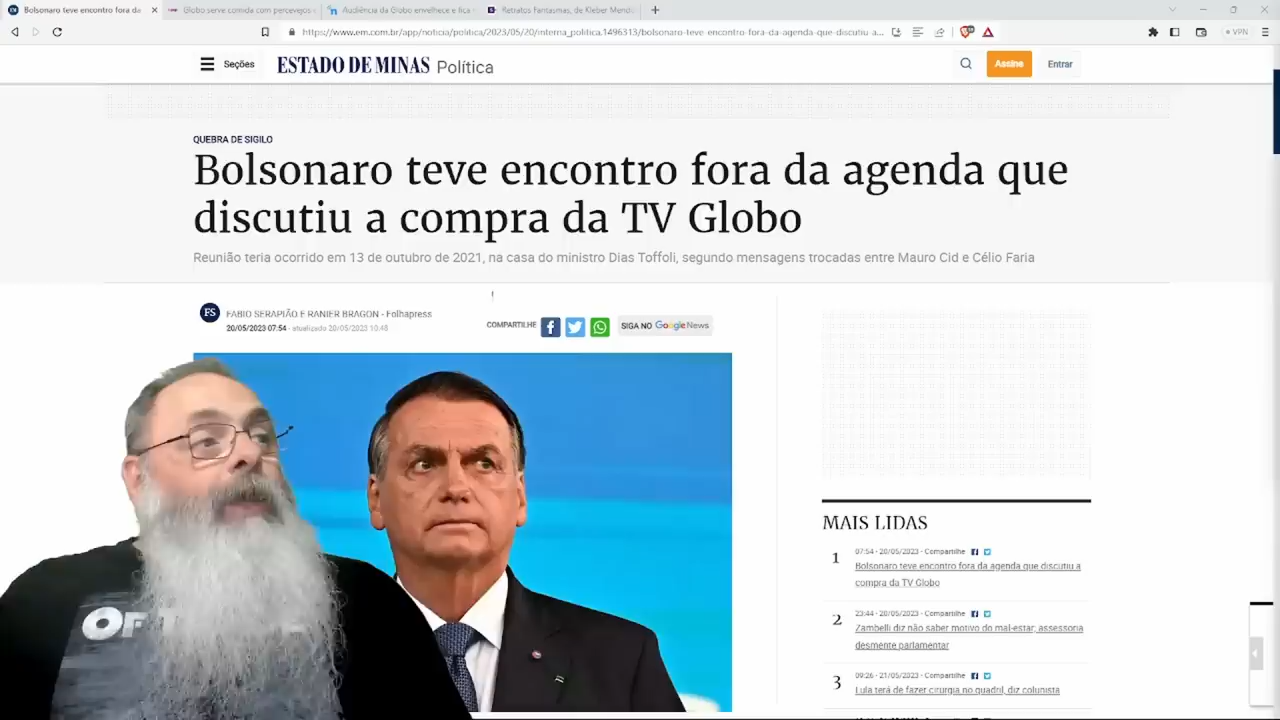 Bolsonaro teve encontro fora da
Globo serve comida com percevejos
Audiência da Globo envelhece e fica
Retratos Fantasmas, de Kleber Mend
https://www.em.com.br/app/noticia/politica/2023/05/20/interna_politica,1496313/bolsonaro-teve-encontro-fora-da-agenda-que-discutiu-a...
VPN
Seções
ESTADO DE MINAS Política
Assine
Entrar
QUEBRA DE SIGILO
Bolsonaro teve encontro fora da agenda que
discutiu a compra da TV Globo
Reunião teria ocorrido em 13 de outubro de 2021, na casa do ministro Dias Toffoli, segundo mensagens trocadas entre Mauro Cid e Célio Faria
FS
FABIO SERAPIÃO E RANIER BRAGON - Folhapress
20/05/2023 07:54 - atualizado 20/05/2023 10:48
COMPARTILHE
SIGA NO Google News
MAIS LIDAS
1
07:54 - 20/05/2023 - Compartilhe
Bolsonaro teve encontro fora da agenda que discutiu a
compra da TV Globo
2
23:44 - 20/05/2023 - Compartilhe
Zambelli diz não saber motivo do mal-estar; assessoria
desmente parlamentar
3
09:26 - 21/05/2023 - Compartilhe
Lula terá de fazer cirurgia no quadril, diz colunista